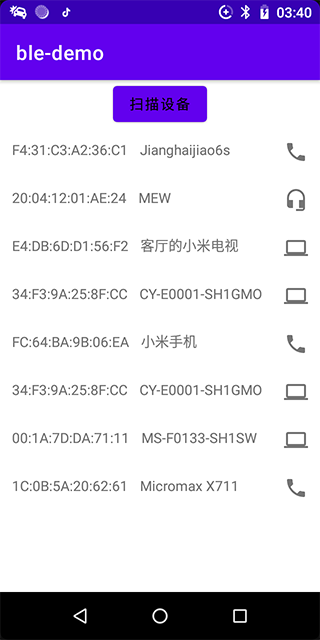 03:40
ble-demo
扫描设备
F4:31:C3:A2:36:C1 Jianghaijiao6s
20:04:12:01:AE:24 MEW
E4:DB:6D:D1:56:F2 客厅的小米电视
34:F3:9A:25:8F:CC CY-E0001-SH1GMO
FC:64:BA:9B:06:EA 小米手机
34:F3:9A:25:8F:CC CY-E0001-SH1GMO
00:1A:7D:DA:71:11 MS-F0133-SH1SW
1C:0B:5A:20:62:61 Micromax X711